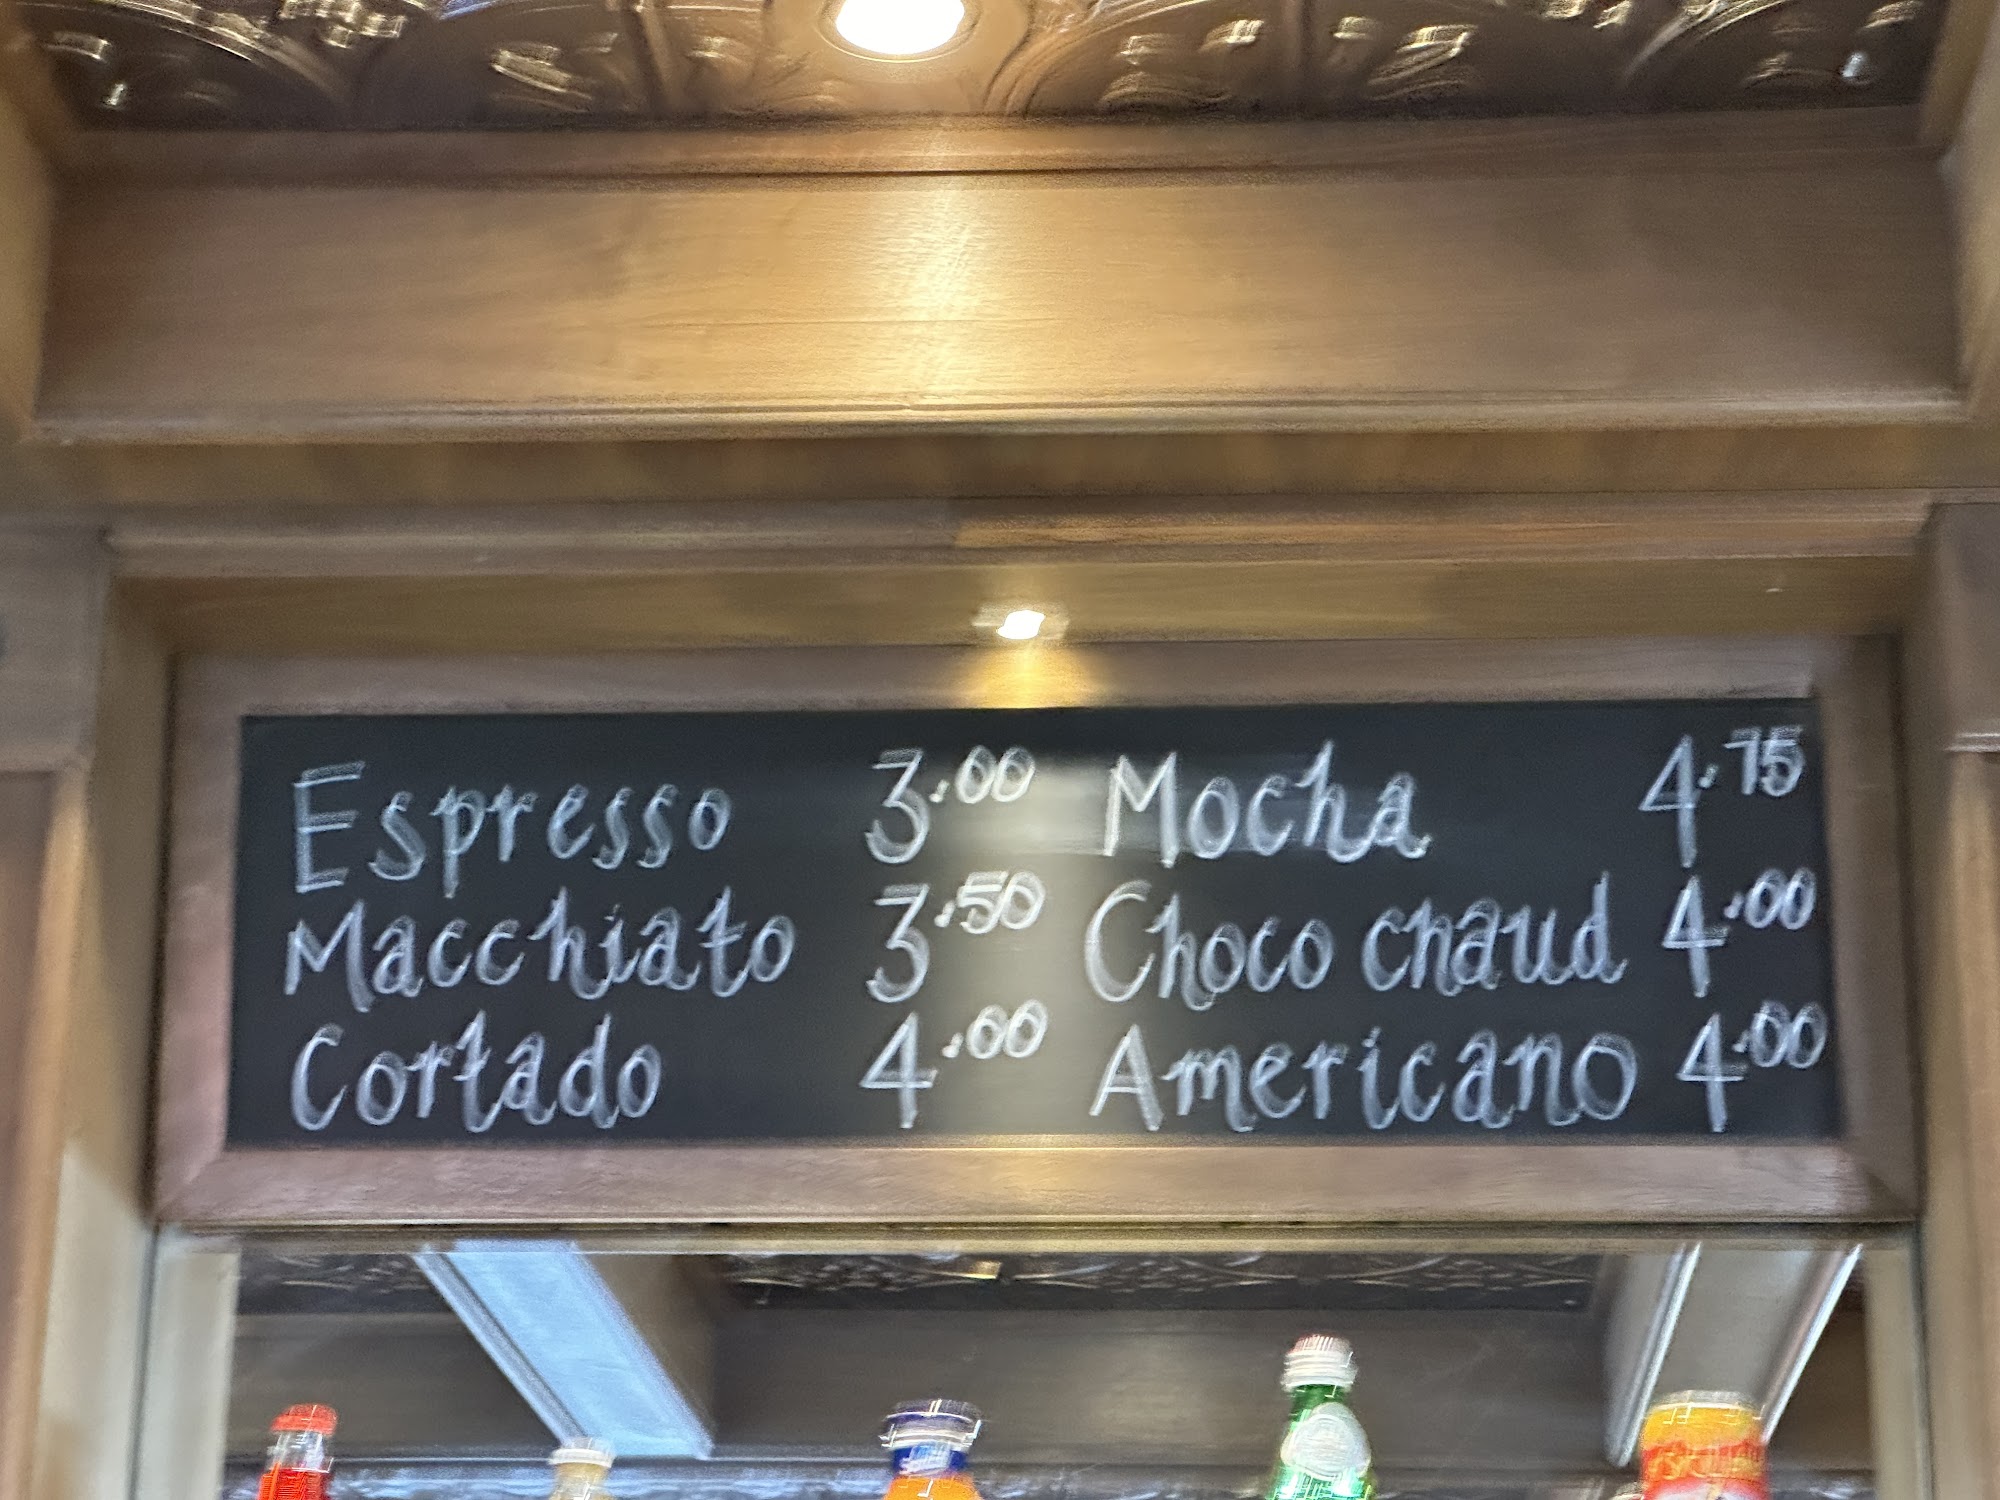 Espresso 3.00
Macchiato 3.50
Cortado 4.00
Mocha 4.75
Choco chaud 4.00
Americano 4.00